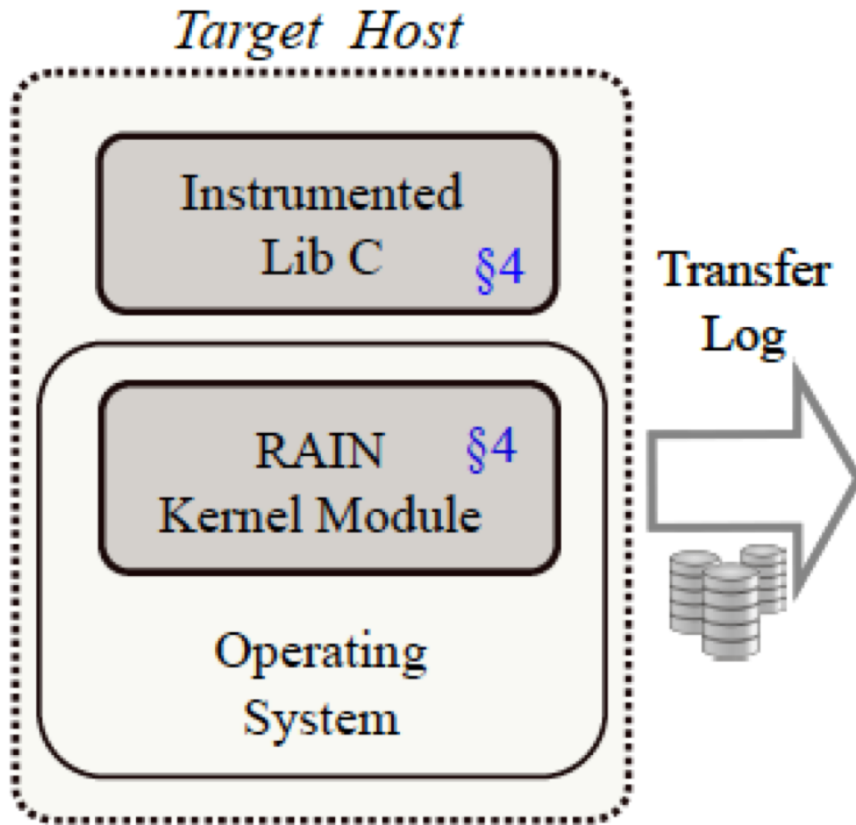 Target Host
Instrumented
Lib C §4
Transfer
Log
RAIN §4
Kernel Module
Operating
System